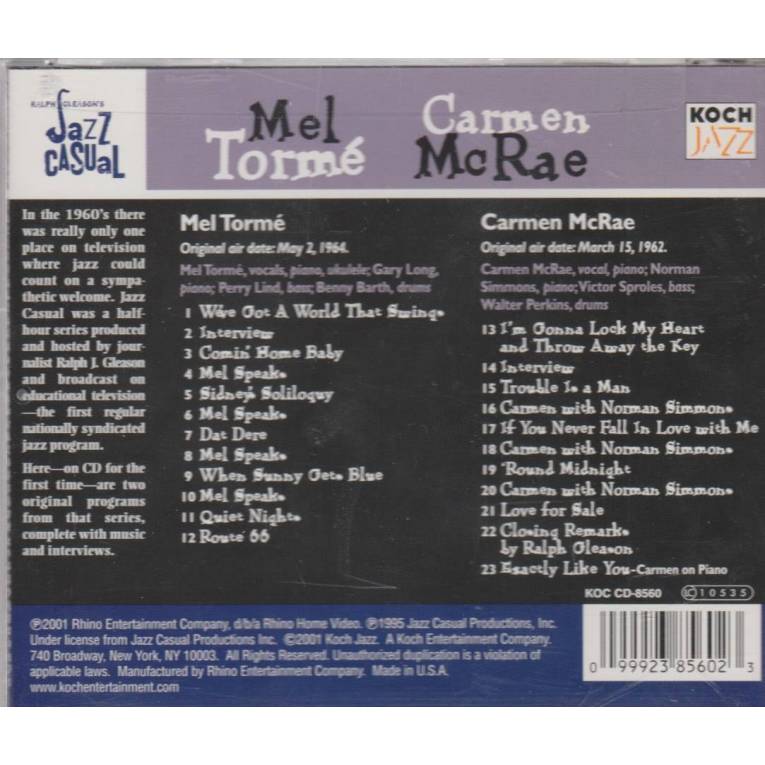 RALPH GLEASON'S
JaZZ
CASUaL
Mel
Tormé
Carmen
McRae
KOCH
JAZZ
In the 1960's there
was really only one
place on television
where jazz could
count on a sympa-
thetic welcome. Jazz
Casual was a half-
hour series produced
and hosted by jour-
nalist Ralph J. Gleason
and broadcast on
educational television
—the first regular
nationally syndicated
jazz program.
Here—on CD for the
first time—are two
original programs
from that series,
complete with music
and interviews.
Mel Tormé
Original air date: May 2, 1964.
Mel Tormé, vocals, piano, ukulele; Gary Long,
piano; Perry Lind, bass; Benny Barth, drums
1 We've Got A World That Swings
2 Interview
3 Comin' Home Baby
4 Mel Speaks
5 Sidney's Soliloquy
6 Mel Speaks
7 Dat Dere
8 Mel Speaks
9 When Sunny Gets Blue
10 Mel Speaks
11 Quiet Nights
12 Route 66
Carmen McRae
Original air date: March 15, 1962.
Carmen McRae, vocal, piano; Norman
Simmons, piano; Victor Sproles, bass;
Walter Perkins, drums
13 I'm Gonna Lock My Heart
and Throw Away the Key
14 Interview
15 Trouble Is a Man
16 Carmen with Norman Simmons
17 If You Never Fall In Love with Me
18 Carmen with Norman Simmons
19 'Round Midnight
20 Carmen with Norman Simmons
21 Love for Sale
22 Closing Remarks
by Ralph Gleason
23 Exactly Like You-Carmen on Piano
KOC CD-8560
LC 10535
℗2001 Rhino Entertainment Company, d/b/a Rhino Home Video. ℗1995 Jazz Casual Productions, Inc.
Under license from Jazz Casual Productions Inc. ©2001 Koch Jazz. A Koch Entertainment Company.
740 Broadway, New York, NY 10003. All Rights Reserved. Unauthorized duplication is a violation of
applicable laws. Manufactured by Rhino Entertainment Company. Made in U.S.A.
www.kochentertainment.com
0 99923 85602 3